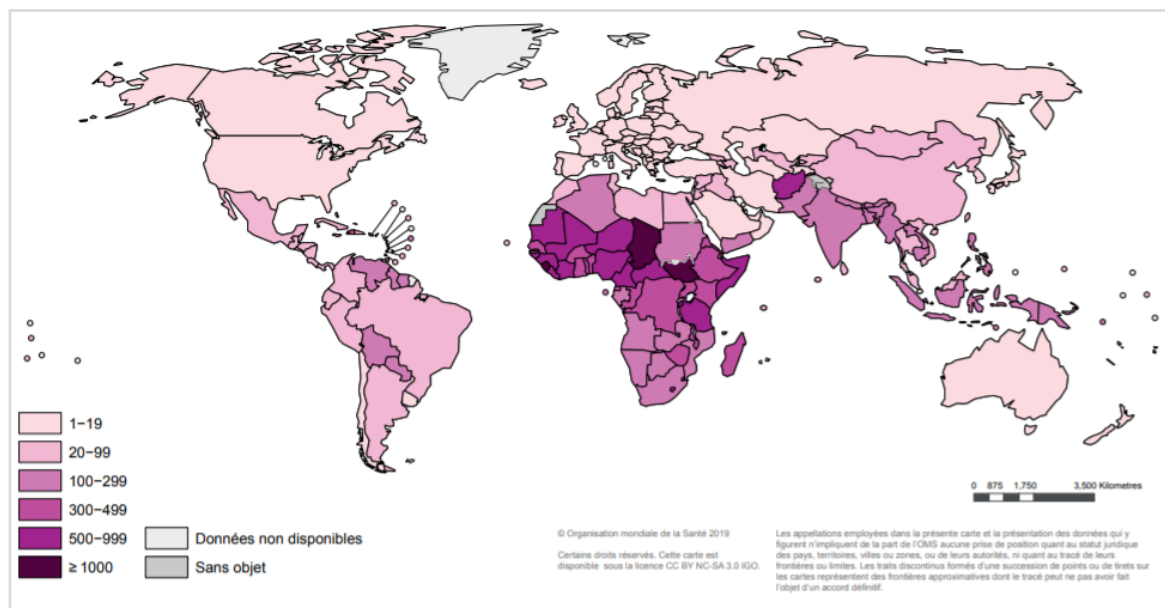 1−19
20−99
100−299
300−499
500−999
≥ 1000
Données non disponibles
Sans objet
0 875 1,750 3,500 Kilometres
© Organisation mondiale de la Santé 2019
Certains droits réservés. Cette carte est
disponible sous la licence CC BY NC-SA 3.0 IGO.
Les appellations employées dans la présente carte et la présentation des données qui y
figurent n’impliquent de la part de l’OMS aucune prise de position quant au statut juridique
des pays, territoires, villes ou zones, ou de leurs autorités, ni quant au tracé de leurs
frontières ou limites. Les traits discontinus formés d’une succession de points ou de tirets sur
les cartes représentent des frontières approximatives dont le tracé peut ne pas avoir fait
l’objet d’un accord définitif.